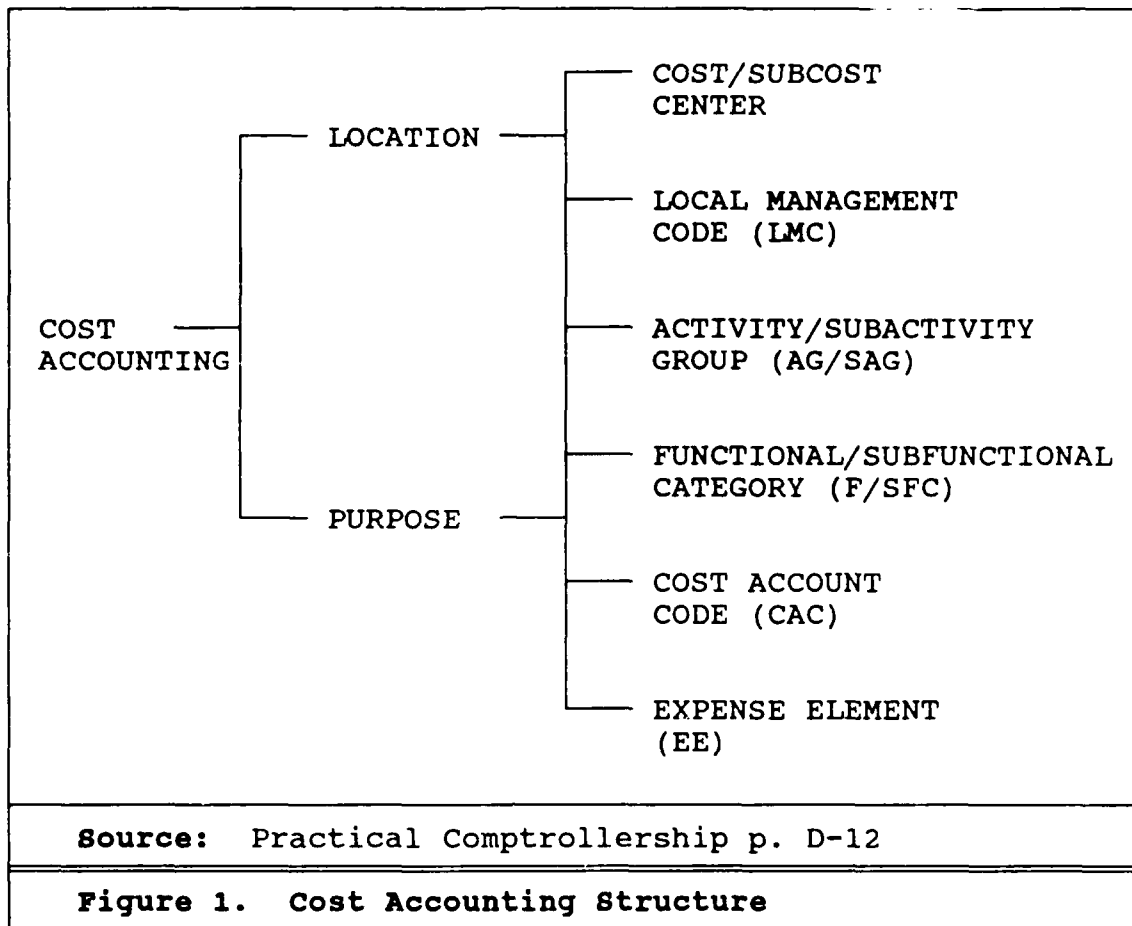 COST/SUBCOST
CENTER
LOCATION
LOCAL MANAGEMENT
CODE (LMC)
COST
ACCOUNTING
ACTIVITY/SUBACTIVITY
GROUP (AG/SAG)
FUNCTIONAL/SUBFUNCTIONAL
CATEGORY (F/SFC)
PURPOSE
COST ACCOUNT
CODE (CAC)
EXPENSE ELEMENT
(EE)
Source: Practical Comptrollership p. D-12
Figure 1. Cost Accounting Structure